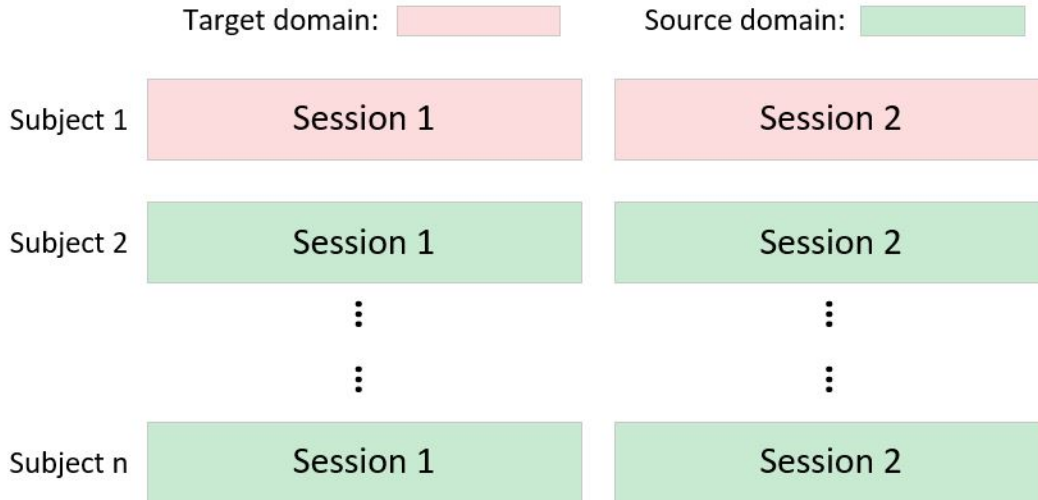 Target domain: Source domain:
Subject 1 Session 1 Session 2
Subject 2 Session 1 Session 2
Subject n Session 1 Session 2